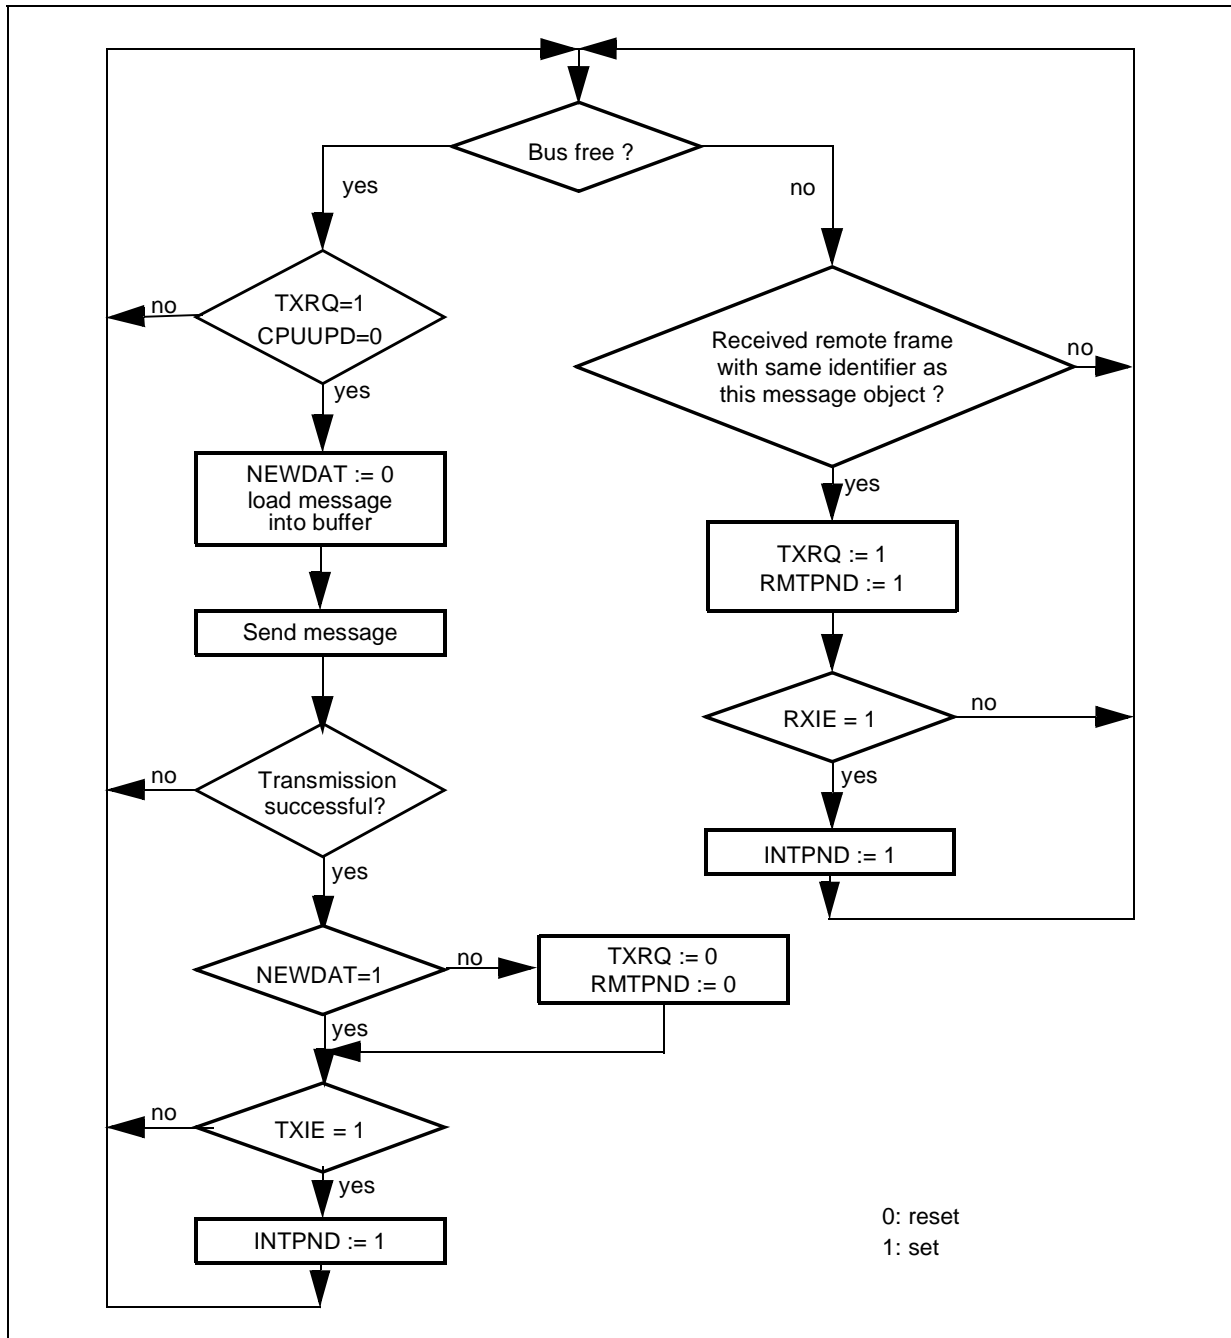 Bus free ?
yes
no
TXRQ=1
CPUUPD=0
no
yes
Received remote frame
with same identifier as
this message object ?
no
yes
NEWDAT := 0
load message
into buffer
TXRQ := 1
RMTPND := 1
Send message
RXIE = 1
no
yes
Transmission
successful?
no
yes
INTPND := 1
NEWDAT=1
no
yes
TXRQ := 0
RMTPND := 0
TXIE = 1
no
yes
INTPND := 1
0: reset
1: set